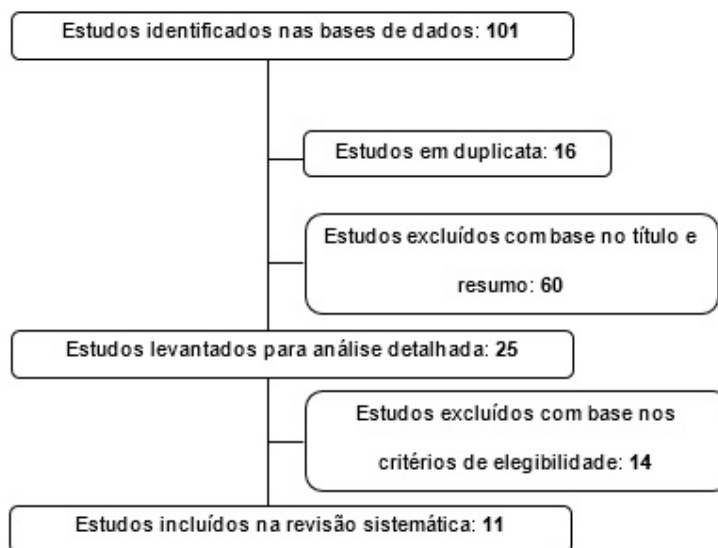 Estudos identificados nas bases de dados: 101
Estudos em duplicata: 16
Estudos excluídos com base no título e
resumo: 60
Estudos levantados para análise detalhada: 25
Estudos excluídos com base nos
critérios de elegibilidade: 14
Estudos incluídos na revisão sistemática: 11